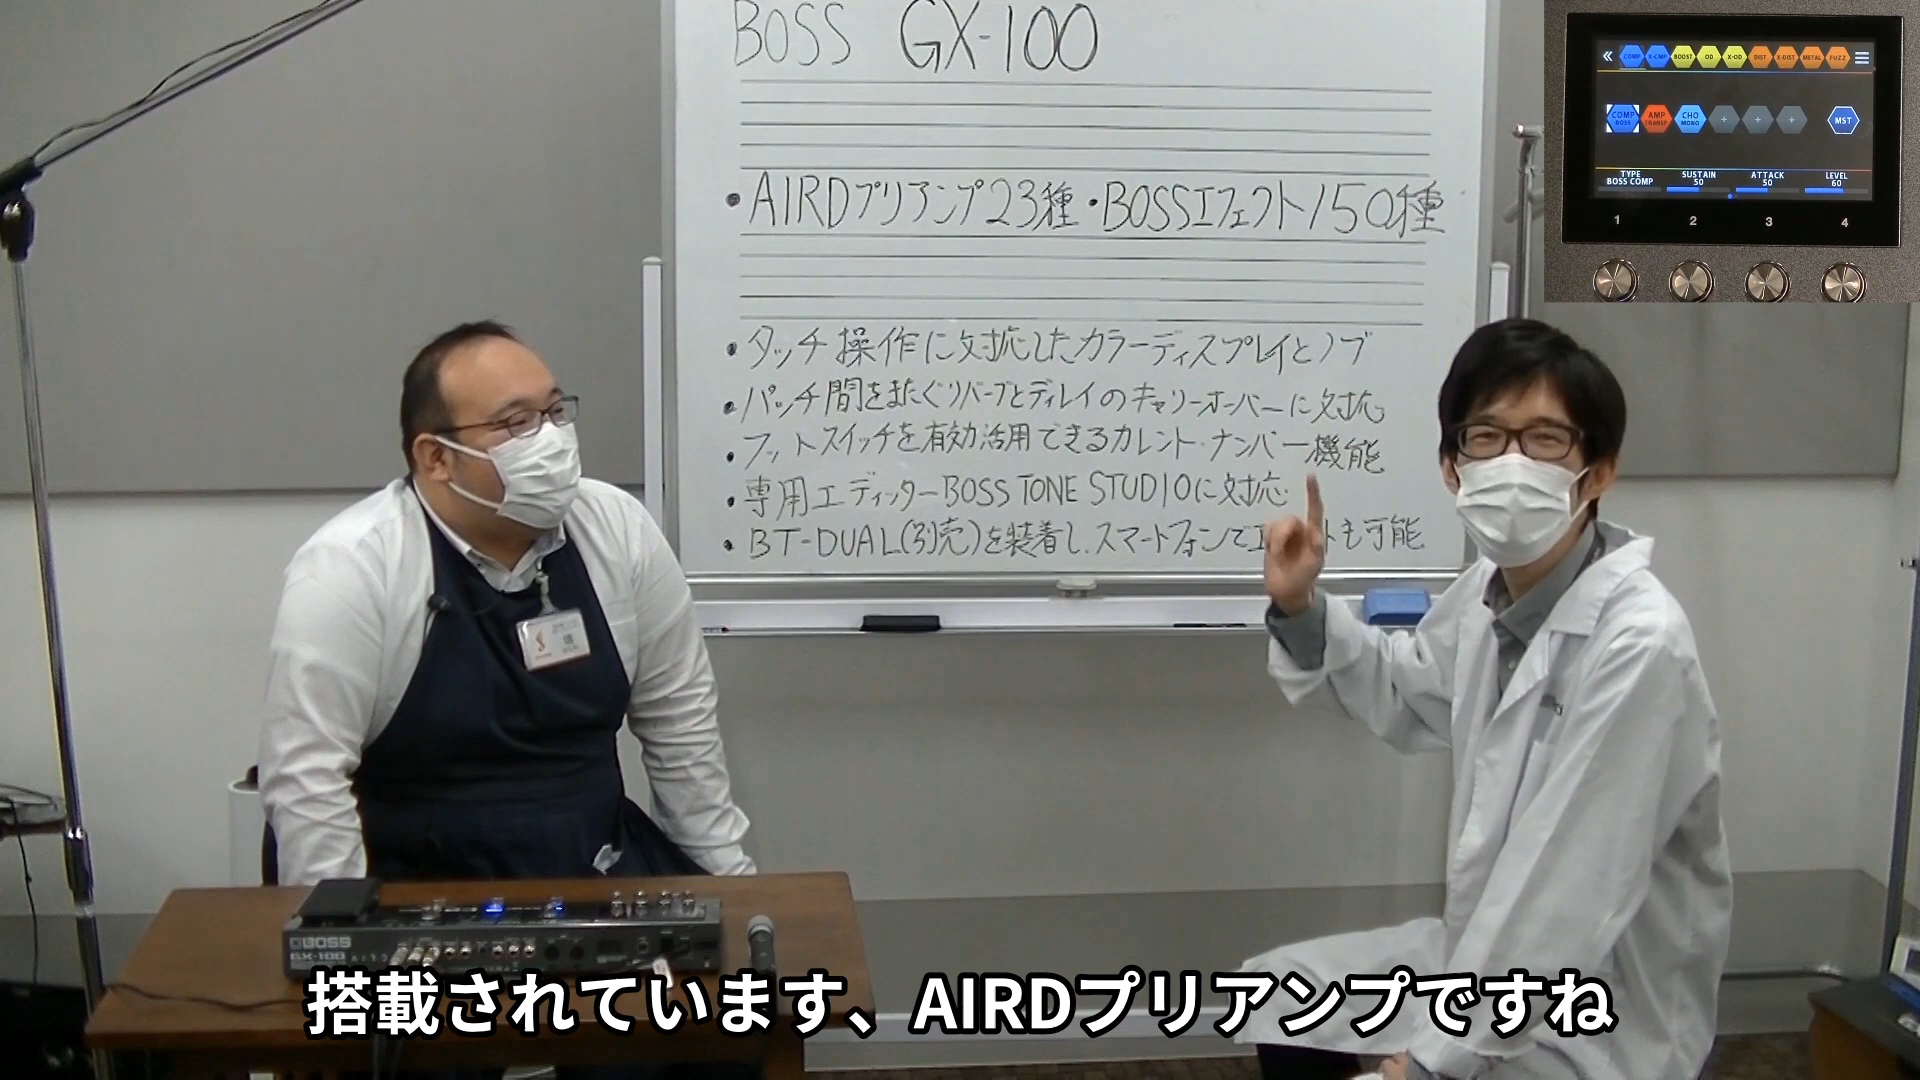 BOSS GX-100
・AIRDプリアンプ23種・BOSSエフェクト150種
・タッチ操作に対応したカラーディスプレイとノブ
・パッチ間をまたぐリバーブとディレイのキャリーオーバーに対応
・フットスイッチを有効活用できるカレント・ナンバー機能
・専用エディターBOSS TONE STUDIOに対応
・BT-DUAL(別売)を装着し、スマートフォンで も可能
COMP X-CMP BOOST OD X-OD DIST X-DIST METAL FUZZ
COMP BOSS AMP TRANSP CHO MONO + + + MST
TYPE SUSTAIN ATTACK LEVEL
BOSS COMP 50 50 60
1 2 3 4
BOSS
GX-100 AIRD
搭載されています、AIRDプリアンプですね